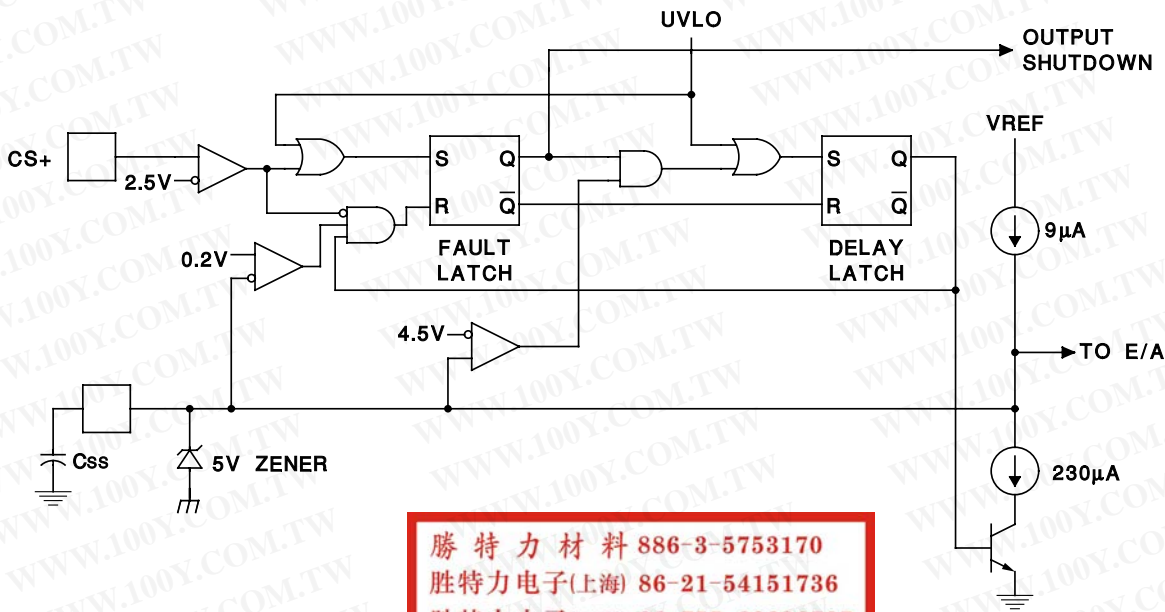 UVLO
OUTPUT
SHUTDOWN
CS+
2.5V
S Q
R Q̅
FAULT
LATCH
S Q
R Q̅
DELAY
LATCH
VREF
9µA
0.2V
4.5V
TO E/A
Css
5V ZENER
230µA
勝 特 力 材 料 886-3-5753170
胜特力电子(上海) 86-21-54151736
WWW.100Y.COM.TW